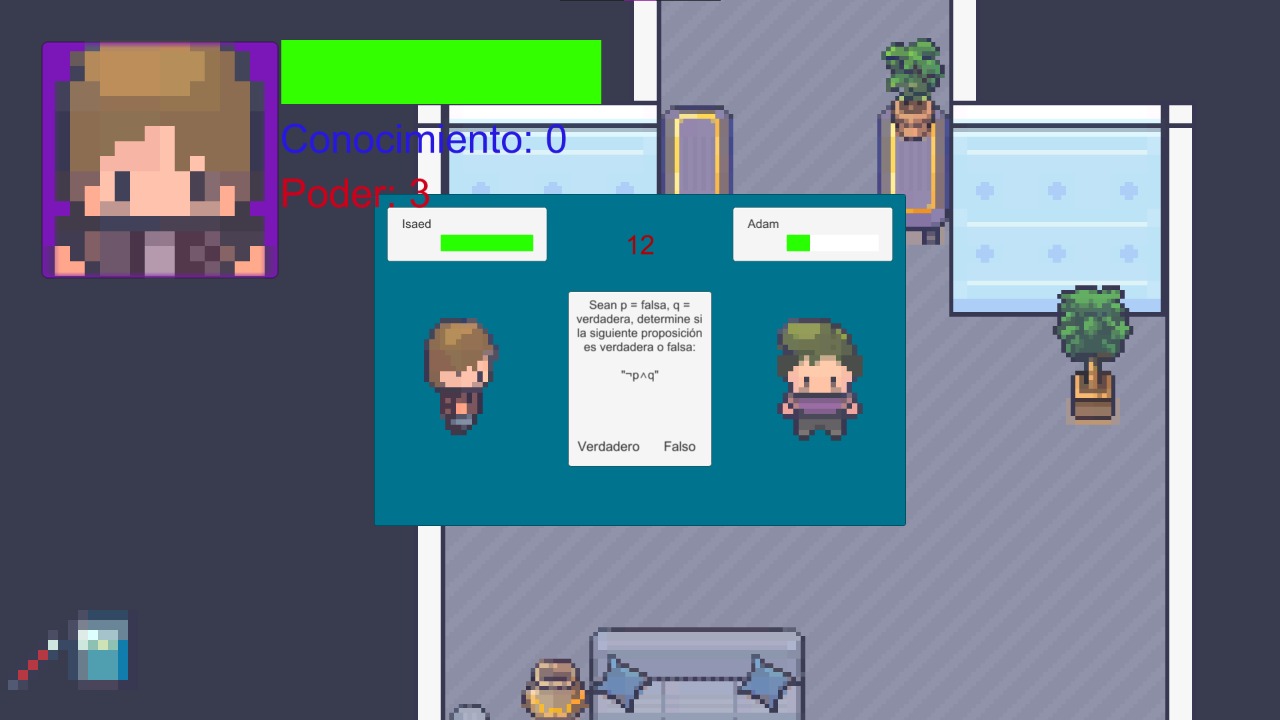 Conocimiento: 0
Poder: 3
Isaed
12
Adam
Sean p = falsa, q =
verdadera, determine si
la siguiente proposición
es verdadera o falsa:
"¬p∧q"
Verdadero Falso